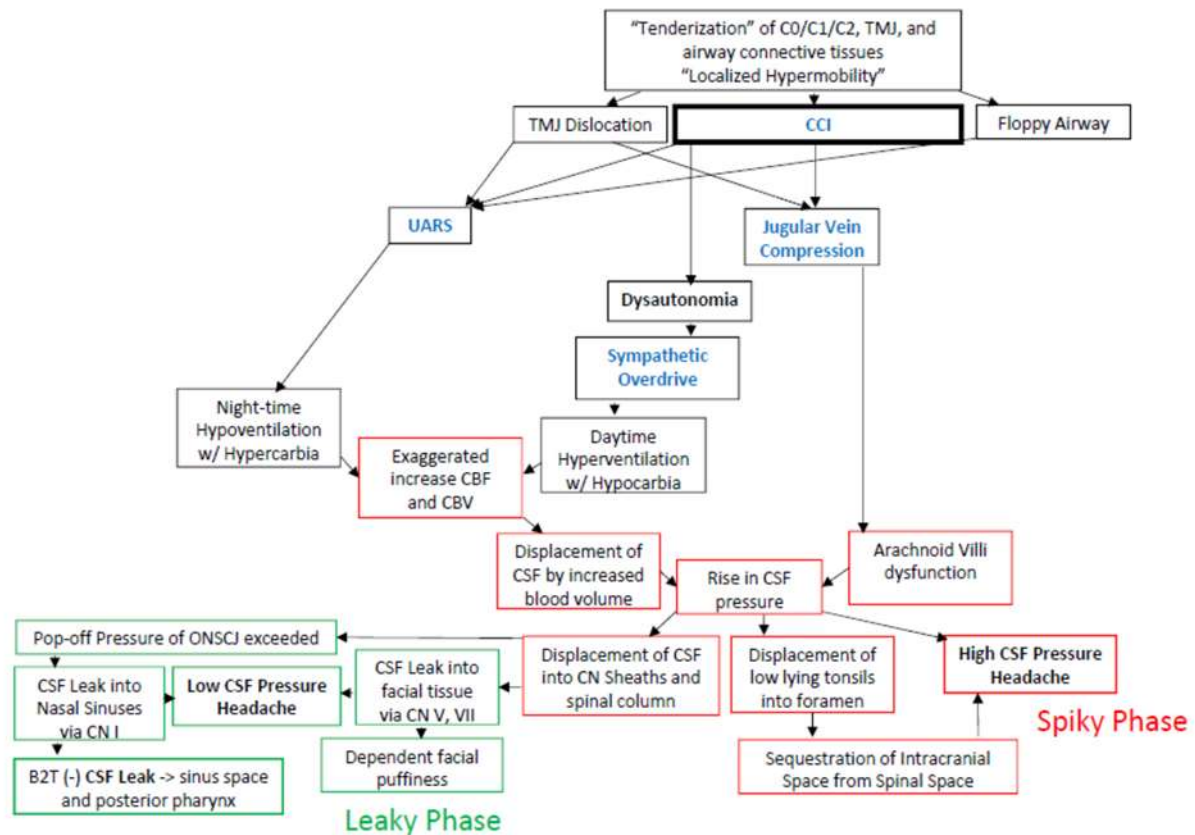 “Tenderization” of C0/C1/C2, TMJ, and
airway connective tissues
“Localized Hypermobility”
TMJ Dislocation
CCI
Floppy Airway
UARS
Jugular Vein
Compression
Dysautonomia
Sympathetic
Overdrive
Night-time
Hypoventilation
w/ Hypercarbia
Exaggerated
increase CBF
and CBV
Daytime
Hyperventilation
w/ Hypocarbia
Displacement of
CSF by increased
blood volume
Rise in CSF
pressure
Arachnoid Villi
dysfunction
Pop-off Pressure of ONSCJ exceeded
CSF Leak into
Nasal Sinuses
via CN I
Low CSF Pressure
Headache
CSF Leak into
facial tissue
via CN V, VII
Displacement of CSF
into CN Sheaths and
spinal column
Displacement of
low lying tonsils
into foramen
High CSF Pressure
Headache
Spiky Phase
B2T (-) CSF Leak -> sinus space
and posterior pharynx
Dependent facial
puffiness
Sequestration of Intracranial
Space from Spinal Space
Leaky Phase